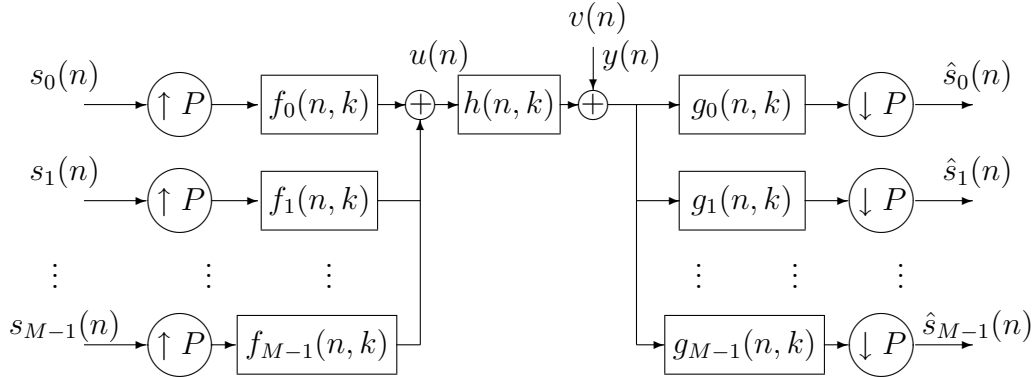 v(n)
u(n) y(n)
s_0(n) ↑ P f_0(n, k) + h(n, k) + g_0(n, k) ↓ P ŝ_0(n)
s_1(n) ↑ P f_1(n, k) g_1(n, k) ↓ P ŝ_1(n)
⋮ ⋮ ⋮ ⋮ ⋮ ⋮
s_{M−1}(n) ↑ P f_{M−1}(n, k) g_{M−1}(n, k) ↓ P ŝ_{M−1}(n)